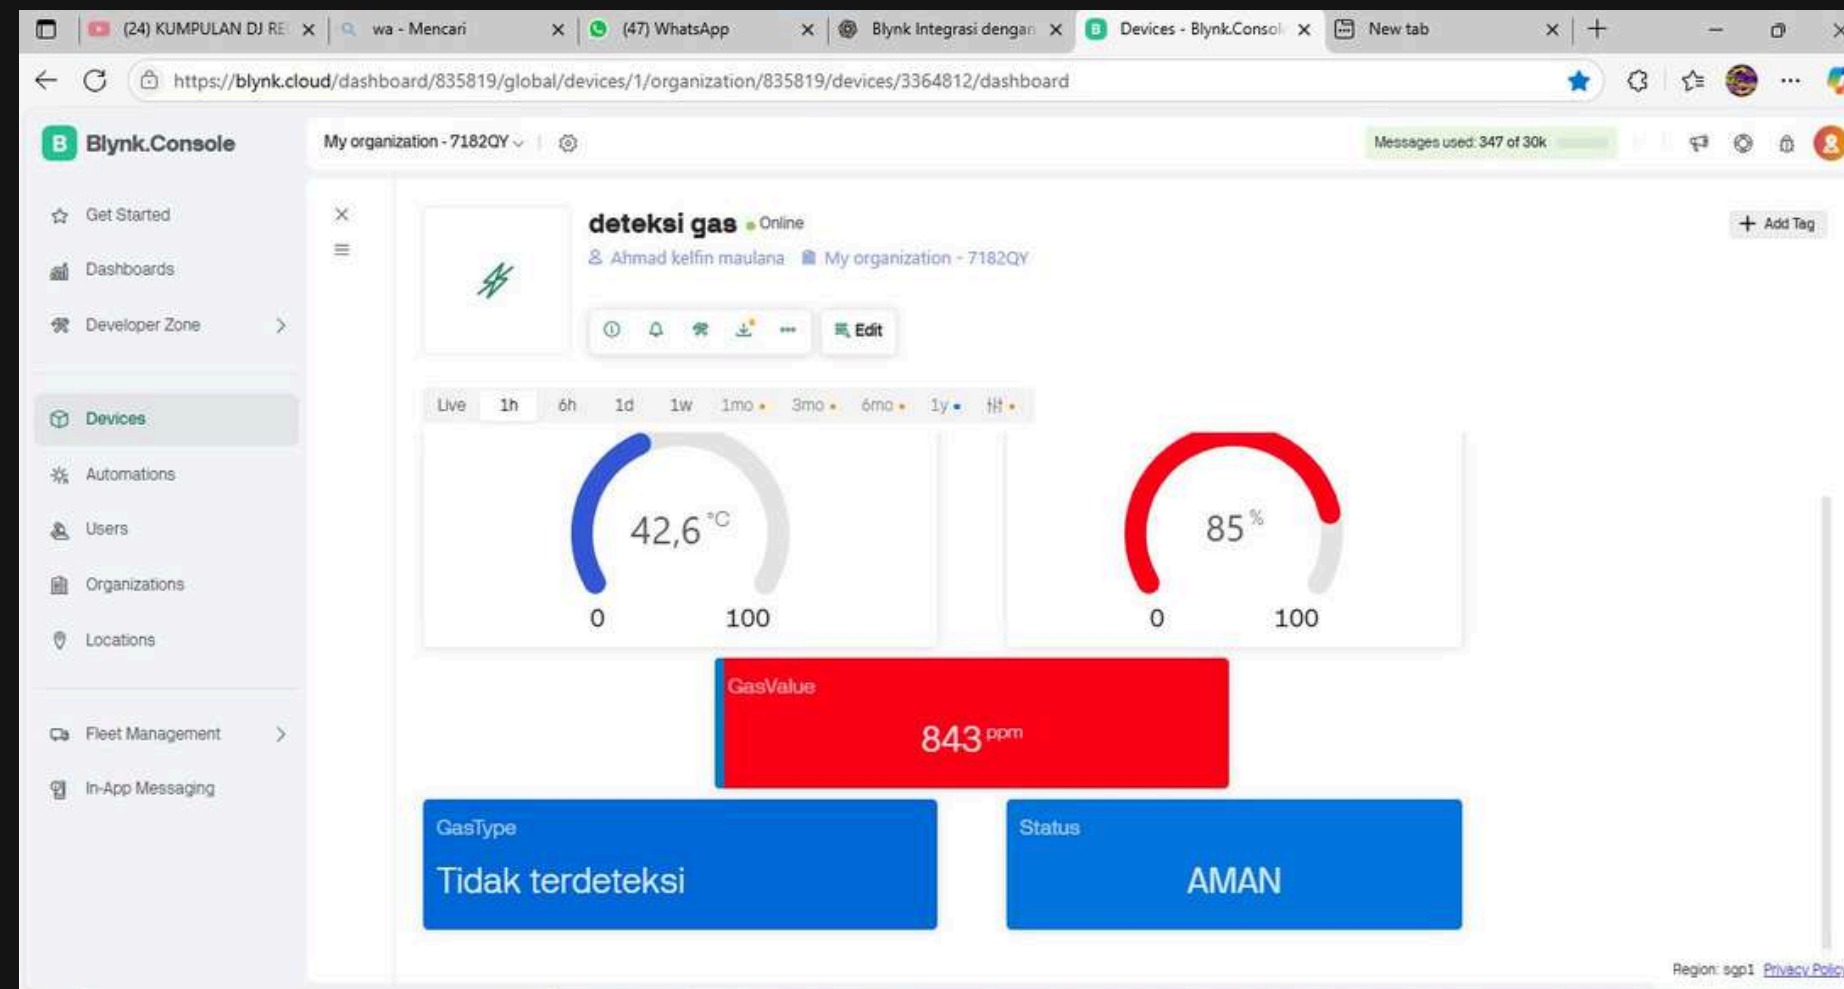 (24) KUMPULAN DJ RE
wa - Mencari
(47) WhatsApp
Blynk Integrasi dengan
Devices - Blynk.Consol
New tab
https://blynk.cloud/dashboard/835819/global/devices/1/organization/835819/devices/3364812/dashboard
B Blynk.Console
My organization - 7182QY
Messages used: 347 of 30k
Get Started
Dashboards
Developer Zone
Devices
Automations
Users
Organizations
Locations
Fleet Management
In-App Messaging
deteksi gas Online
Ahmad kelfin maulana My organization - 7182QY
Add Tag
Edit
Live 1h 6h 1d 1w 1mo 3mo 6mo 1y
42,6 °C
0 100
85 %
0 100
GasValue
843 ppm
GasType
Tidak terdeteksi
Status
AMAN
Region: sgp1 Privacy Policy